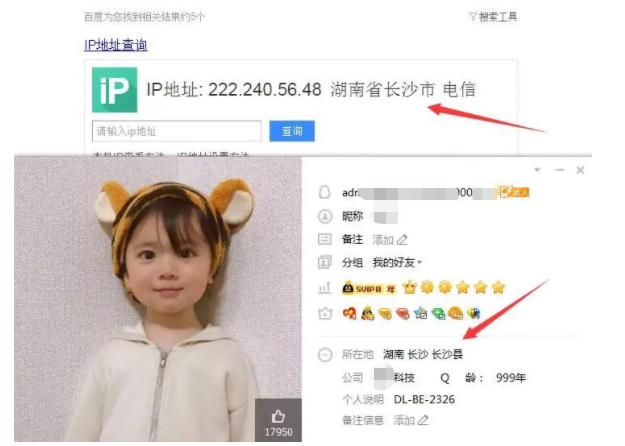 百度为您找到相关结果约5个
搜索工具
IP地址查询
iP
IP地址: 222.240.56.48 湖南省长沙市 电信
请输入ip地址
查询
adr
000
昵称
备注 添加
分组 我的好友
SVIP8 年
所在地 湖南 长沙 长沙县
公司 科技 Q 龄: 999年
个人说明 DL-BE-2326
备注信息 添加
17950